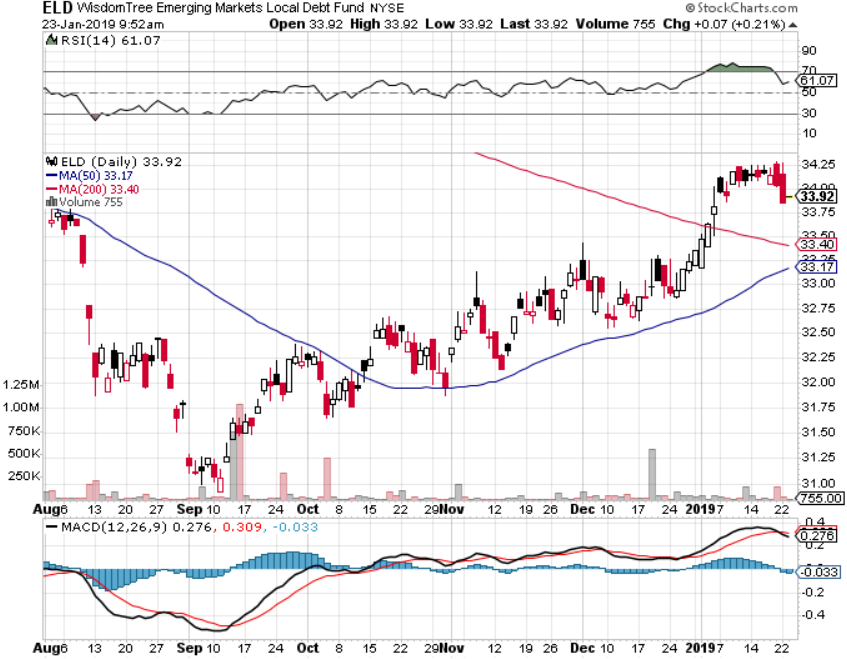 ELD WisdomTree Emerging Markets Local Debt Fund NYSE © StockCharts.com
23-Jan-2019 9:52am Open 33.92 High 33.92 Low 33.92 Last 33.92 Volume 755 Chg +0.07 (+0.21%)
RSI(14) 61.07
90
70
61.07
50
30
10
ELD (Daily) 33.92
MA(50) 33.17
MA(200) 33.40
Volume 755
34.25
34.00
33.92
33.75
33.50
33.40
33.25
33.17
33.00
32.75
32.50
32.25
32.00
31.75
31.50
31.25
31.00
1.25M
1.00M
750K
500K
250K
755.00
Aug 6 13 20 27 Sep 10 17 24 Oct 8 15 22 29 Nov 12 19 26 Dec 10 17 24 2019 7 14 22
MACD(12,26,9) 0.276, 0.309, -0.033
0.4
0.276
0.2
-0.033
-0.2
-0.4
Aug 6 13 20 27 Sep 10 17 24 Oct 8 15 22 29 Nov 12 19 26 Dec 10 17 24 2019 7 14 22